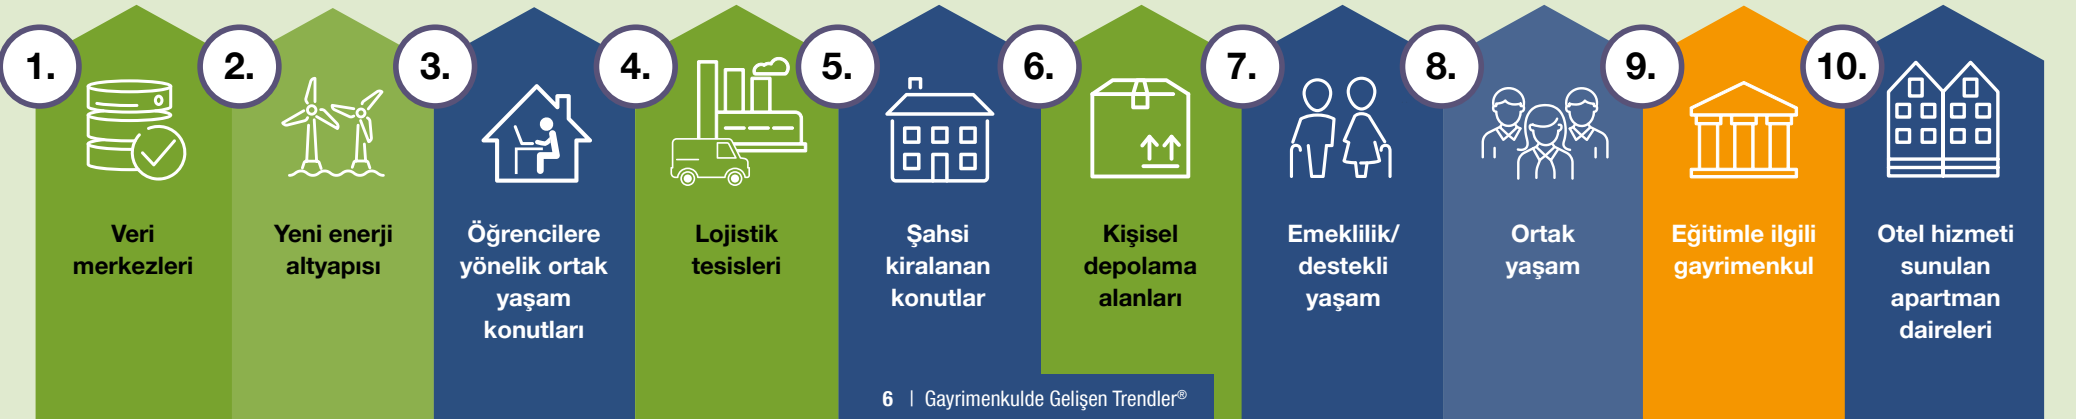 1.
Veri
merkezleri
2.
Yeni enerji
altyapısı
3.
Öğrencilere
yönelik ortak
yaşam
konutları
4.
Lojistik
tesisleri
5.
Şahsi
kiralanan
konutlar
6.
Kişisel
depolama
alanları
7.
Emeklilik/
destekli
yaşam
8.
Ortak
yaşam
9.
Eğitimle ilgili
gayrimenkul
10.
Otel hizmeti
sunulan
apartman
daireleri
6 | Gayrimenkulde Gelişen Trendler®